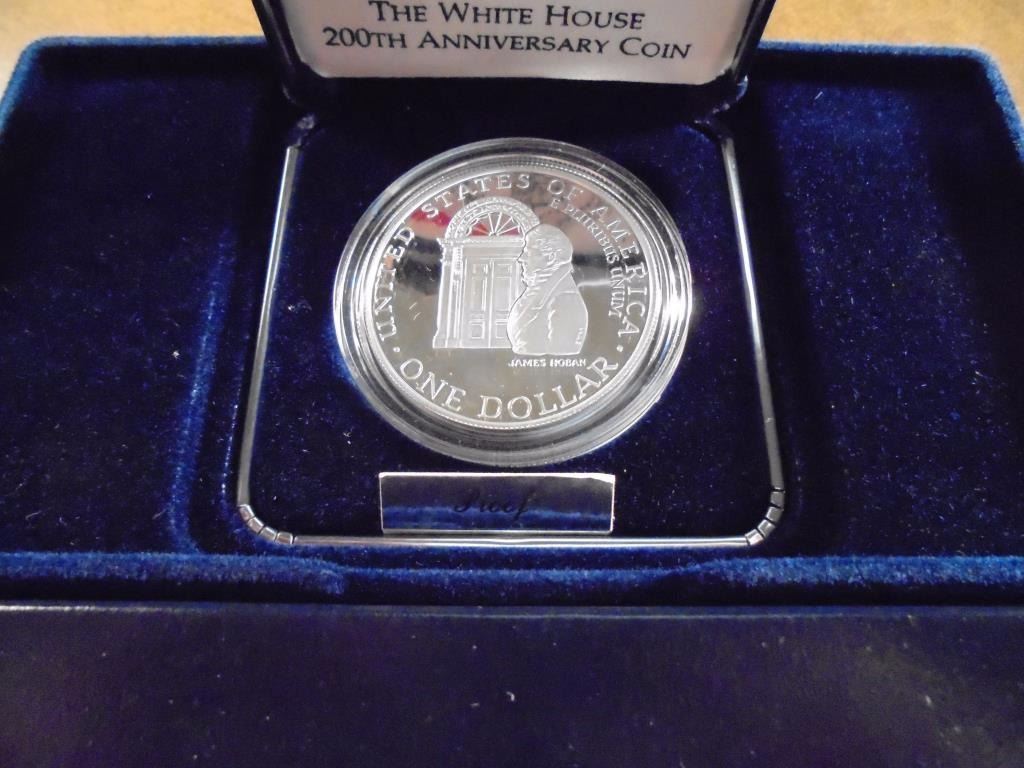 THE WHITE HOUSE
200TH ANNIVERSARY COIN
UNITED STATES OF AMERICA
E PLURIBUS UNUM
JAMES HOBAN
· ONE DOLLAR ·
Proof